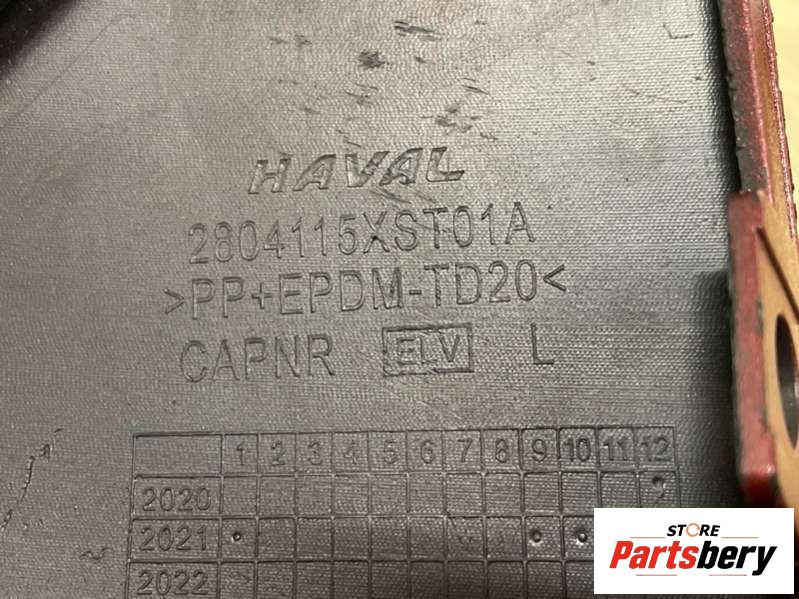 HAVAL
2804115XST01A
>PP+EPDM-TD20<
CAPNR ELV L
1 2 3 4 5 6 7 8 9 10 11 12
2020
2021
2022
STORE
Partsbery